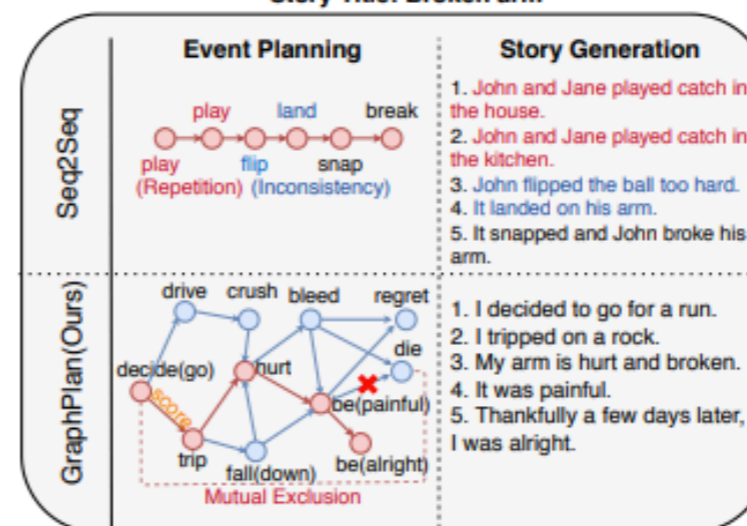 Story Title: Broken arm
Event Planning
Story Generation
Seq2Seq
play
land
break
play
flip
snap
(Repetition)
(Inconsistency)
1. John and Jane played catch in
the house.
2. John and Jane played catch in
the kitchen.
3. John flipped the ball too hard.
4. It landed on his arm.
5. It snapped and John broke his
arm.
GraphPlan(Ours)
drive
crush
bleed
regret
die
decide(go)
hurt
score
be(painful)
trip
fall(down)
be(alright)
Mutual Exclusion
1. I decided to go for a run.
2. I tripped on a rock.
3. My arm is hurt and broken.
4. It was painful.
5. Thankfully a few days later,
I was alright.